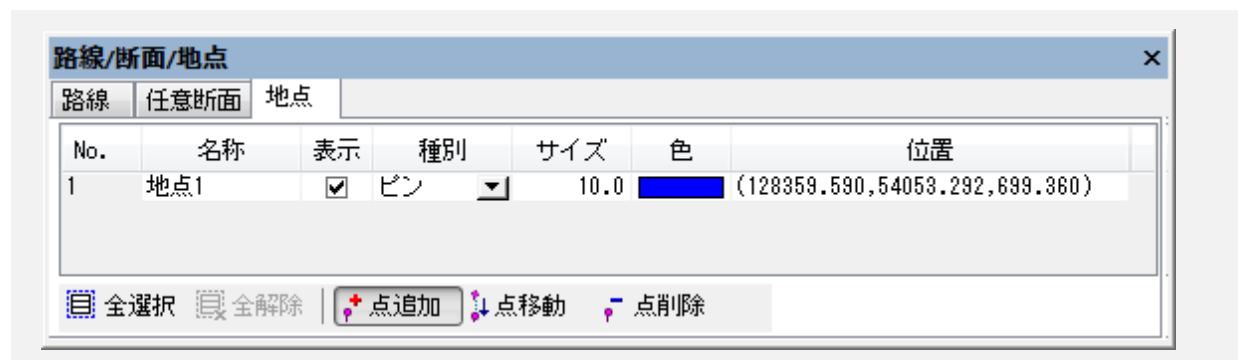 路線/断面/地点
路線 任意断面 地点
No. 名称 表示 種別 サイズ 色 位置
1 地点1 ピン 10.0 (128359.590,54053.292,699.360)
全選択 全解除 点追加 点移動 点削除